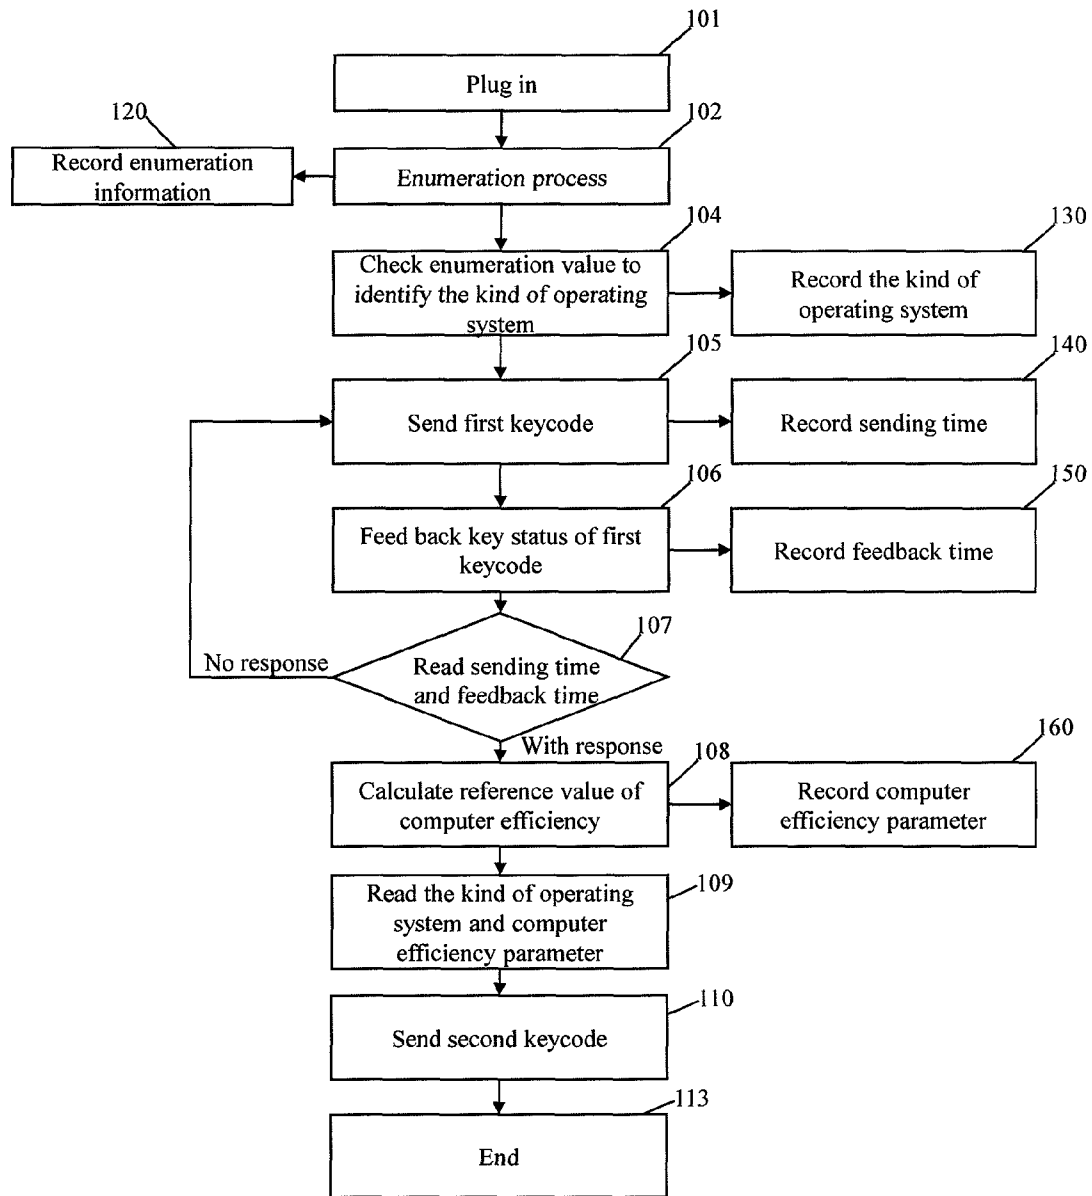 101
Plug in
120
102
Record enumeration
information
Enumeration process
104
130
Check enumeration value to
identify the kind of operating
system
Record the kind of
operating system
105
140
Send first keycode
Record sending time
106
150
Feed back key status of first
keycode
Record feedback time
107
No response
Read sending time
and feedback time
With response
108
160
Calculate reference value of
computer efficiency
Record computer
efficiency parameter
109
Read the kind of operating
system and computer
efficiency parameter
110
Send second keycode
113
End